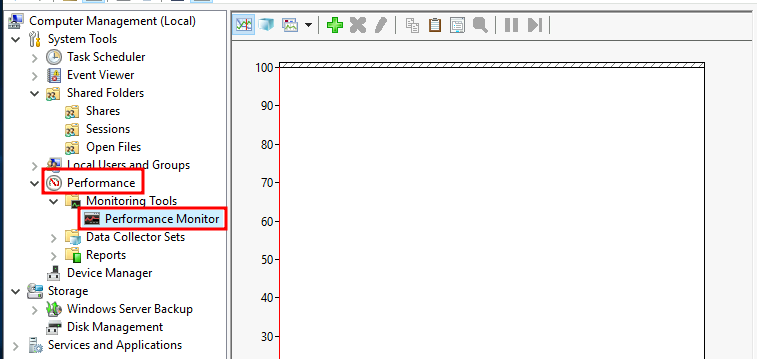 Computer Management (Local)
System Tools
Task Scheduler
Event Viewer
Shared Folders
Shares
Sessions
Open Files
Local Users and Groups
Performance
Monitoring Tools
Performance Monitor
Data Collector Sets
Reports
Device Manager
Storage
Windows Server Backup
Disk Management
Services and Applications
100
90
80
70
60
50
40
30